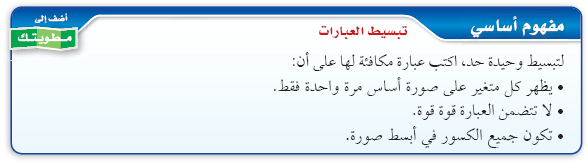 مفهوم أساسي
تبسيط العبارات
أضف إلى
مطويتك
لتبسيط وحيدة حد، اكتب عبارة مكافئة لها على أن:
• يظهر كل متغير على صورة أساس مرة واحدة فقط.
• لا تتضمن العبارة قوة قوة.
• تكون جميع الكسور في أبسط صورة.